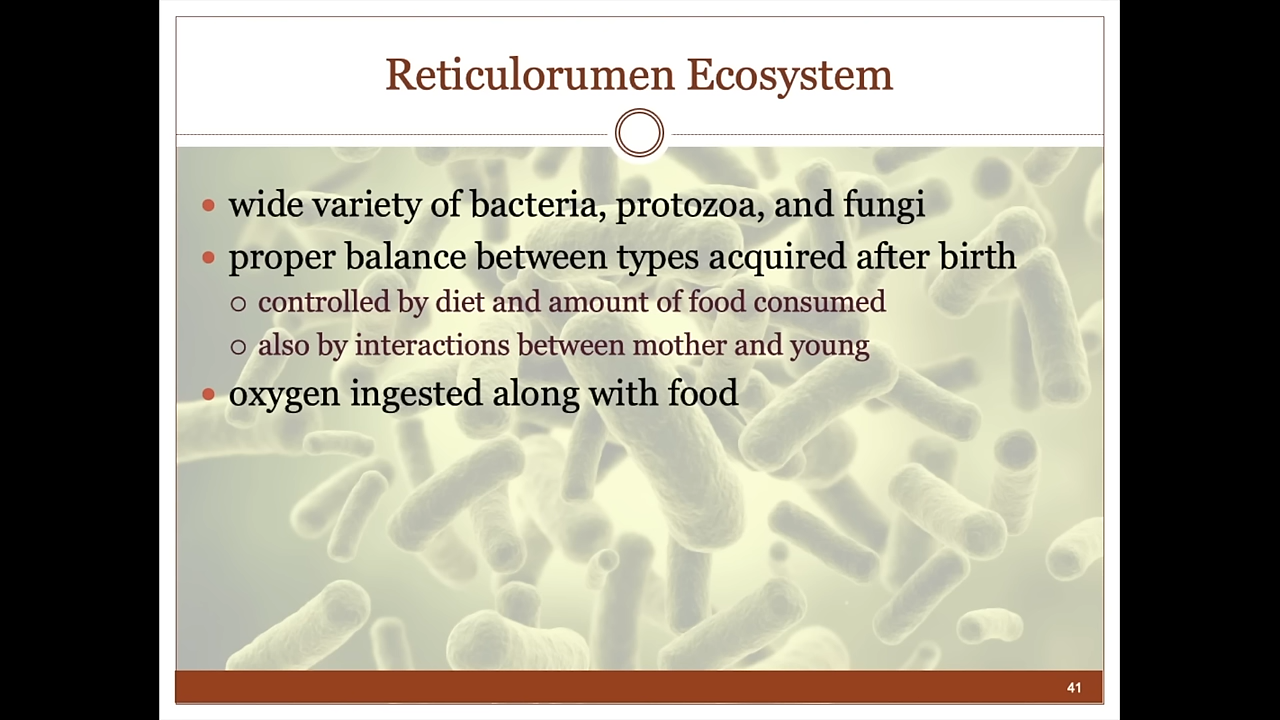 Reticulorumen Ecosystem
• wide variety of bacteria, protozoa, and fungi
• proper balance between types acquired after birth
○ controlled by diet and amount of food consumed
○ also by interactions between mother and young
• oxygen ingested along with food
41